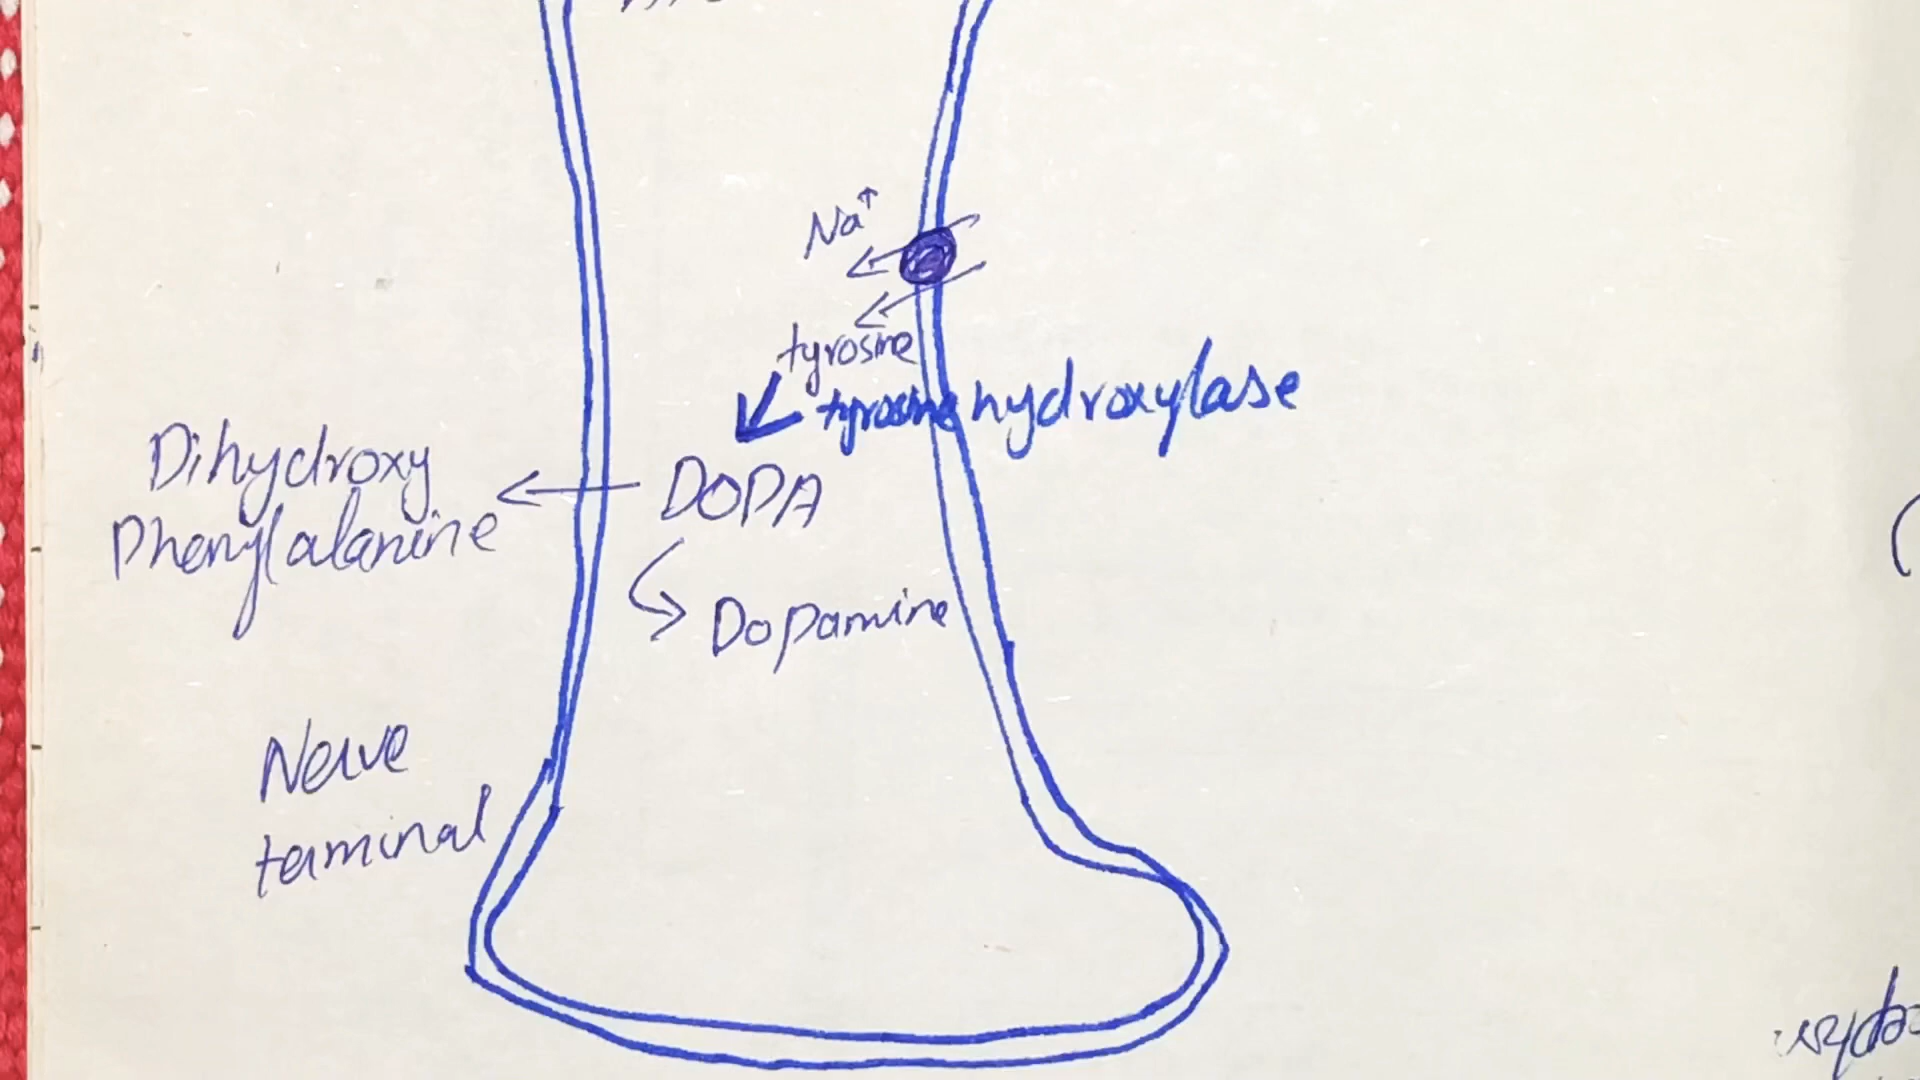 Na+
tyrosine
tyrosine hydroxylase
Dihydroxy
Phenylalanine
DOPA
Dopamine
Nerve
terminal